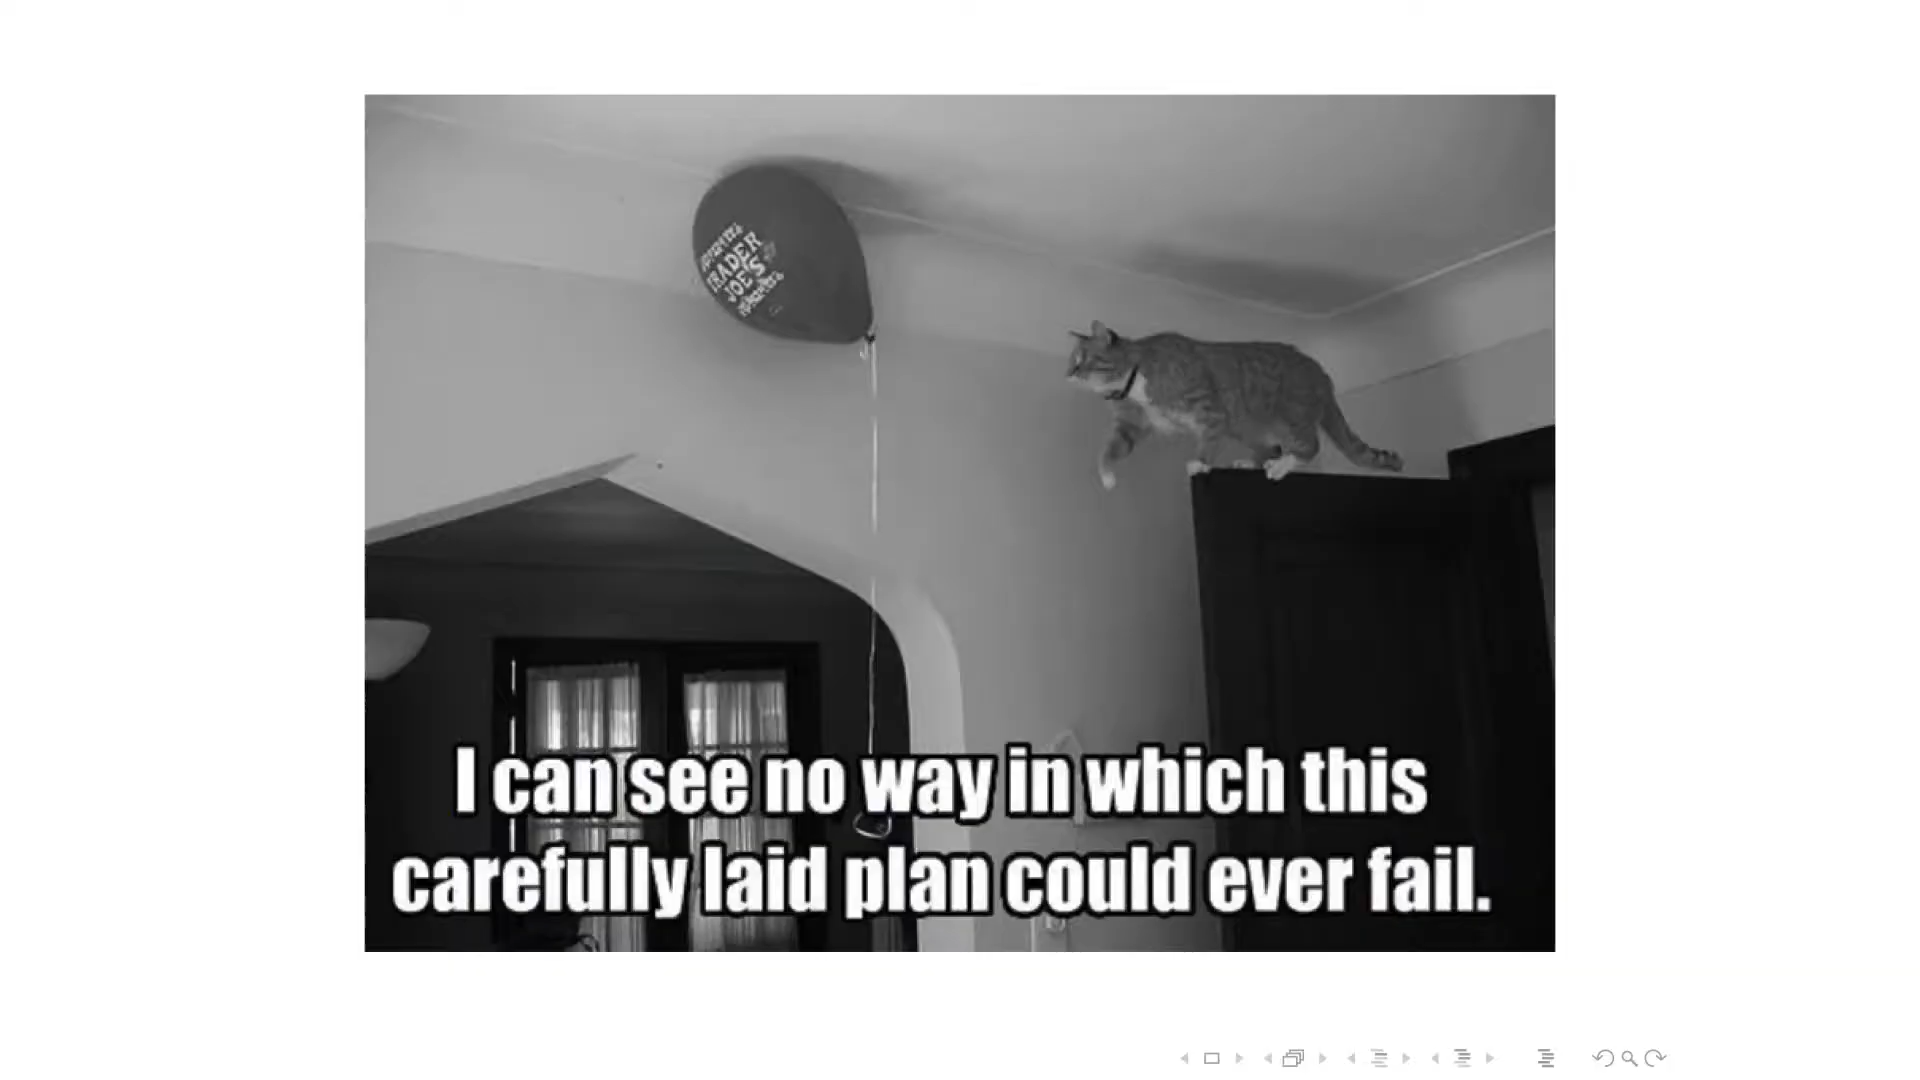 TRADER
JOE'S
I can see no way in which this
carefully laid plan could ever fail.